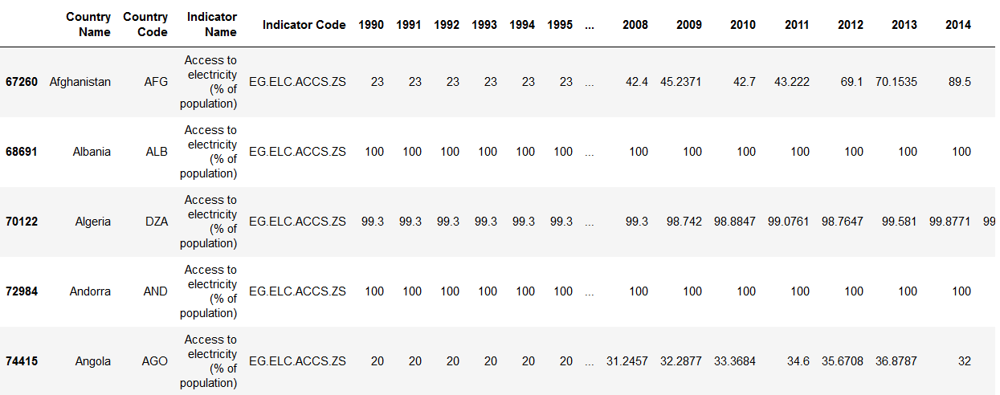 Country Name Country Code Indicator Name Indicator Code 1990 1991 1992 1993 1994 1995 ... 2008 2009 2010 2011 2012 2013 2014
67260 Afghanistan AFG Access to electricity (% of population) EG.ELC.ACCS.ZS 23 23 23 23 23 23 ... 42.4 45.2371 42.7 43.222 69.1 70.1535 89.5
68691 Albania ALB Access to electricity (% of population) EG.ELC.ACCS.ZS 100 100 100 100 100 100 ... 100 100 100 100 100 100 100
70122 Algeria DZA Access to electricity (% of population) EG.ELC.ACCS.ZS 99.3 99.3 99.3 99.3 99.3 99.3 ... 99.3 98.742 98.8847 99.0761 98.7647 99.581 99.8771 99
72984 Andorra AND Access to electricity (% of population) EG.ELC.ACCS.ZS 100 100 100 100 100 100 ... 100 100 100 100 100 100 100
74415 Angola AGO Access to electricity (% of population) EG.ELC.ACCS.ZS 20 20 20 20 20 20 ... 31.2457 32.2877 33.3684 34.6 35.6708 36.8787 32